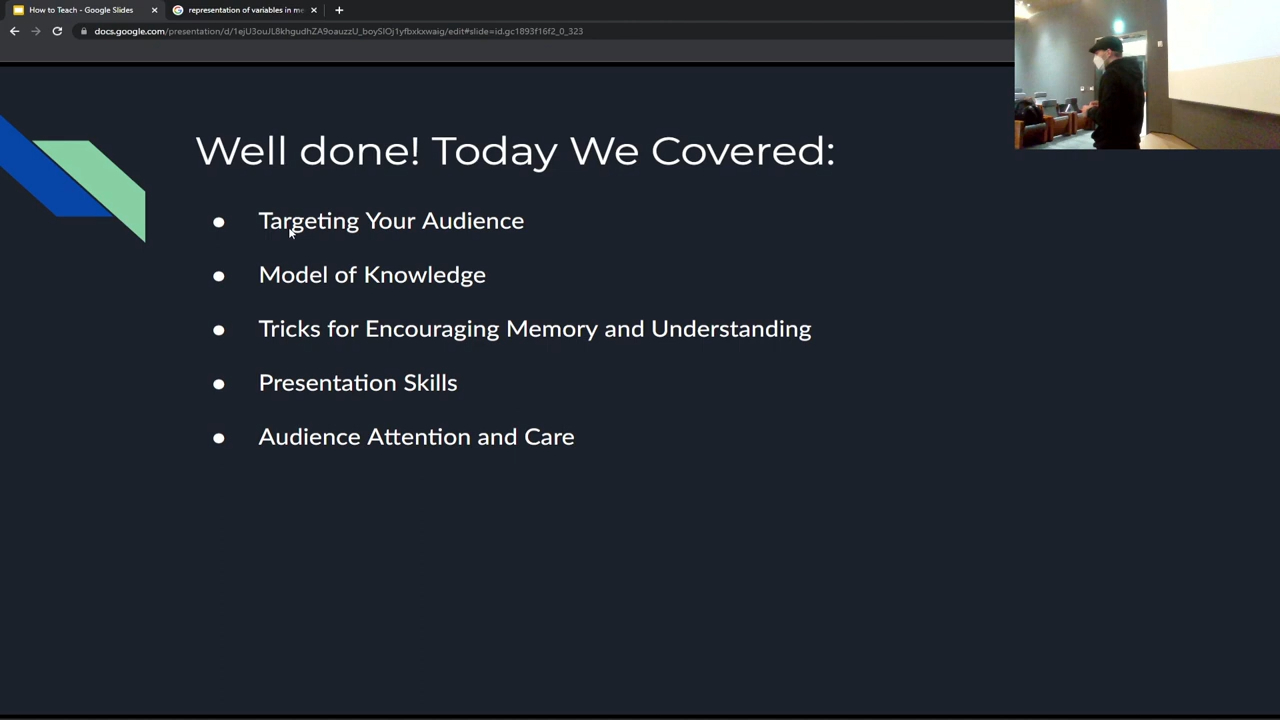 How to Teach - Google Slides
representation of variables in me
docs.google.com/presentation/d/1ejU3ouJL8khgudhZA9oauzzU_boySIOj1yfbxkxwaig/edit#slide=id.gc1893f16f2_0_323
Well done! Today We Covered:
● Targeting Your Audience
● Model of Knowledge
● Tricks for Encouraging Memory and Understanding
● Presentation Skills
● Audience Attention and Care